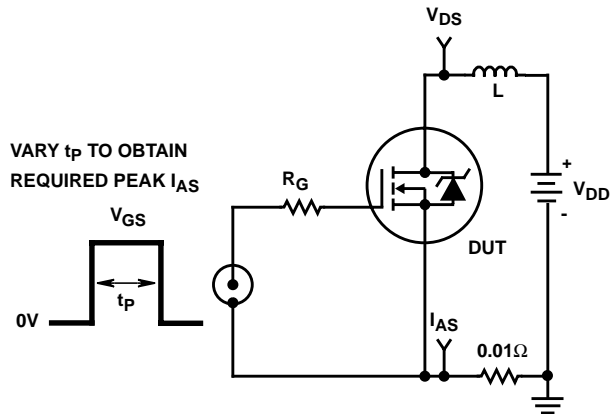 V_DS
L
VARY t_P TO OBTAIN
REQUIRED PEAK I_AS
R_G
+
V_DD
-
V_GS
DUT
t_P
0V
I_AS
0.01Ω